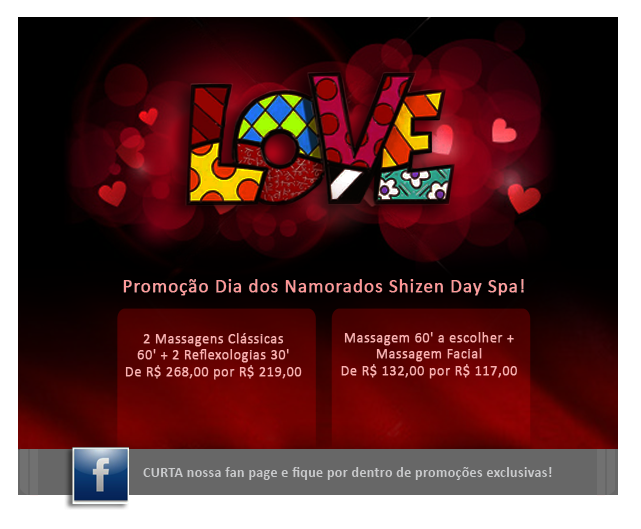 LOVE
Promoção Dia dos Namorados Shizen Day Spa!
2 Massagens Clássicas
60' + 2 Reflexologias 30'
De R$ 268,00 por R$ 219,00
Massagem 60' a escolher +
Massagem Facial
De R$ 132,00 por R$ 117,00
f
CURTA nossa fan page e fique por dentro de promoções exclusivas!